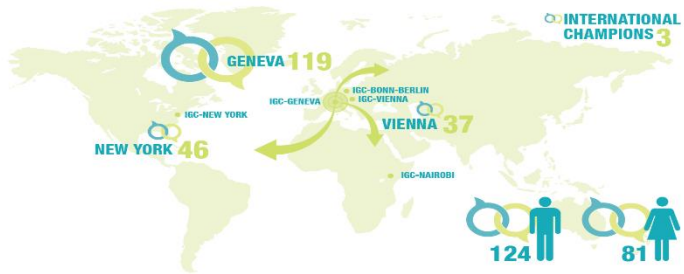 INTERNATIONAL
CHAMPIONS 3
GENEVA 119
IGC-BONN-BERLIN
IGC-GENEVA
IGC-VIENNA
IGC-NEW YORK
VIENNA 37
NEW YORK 46
IGC-NAIROBI
124
81